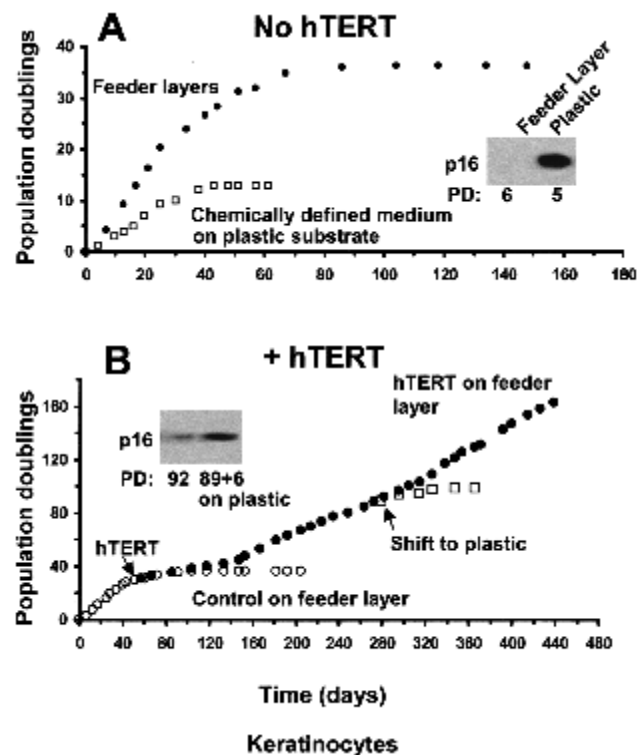 A
No hTERT
Population doublings
40
30
20
10
0
Feeder layers
Chemically defined medium
on plastic substrate
Feeder Layer
Plastic
p16
PD: 6 5
0 20 40 60 80 100 120 140 160 180
B
+ hTERT
Population doublings
160
120
80
40
0
hTERT on feeder
layer
p16
PD: 92 89+6
on plastic
hTERT
Shift to plastic
Control on feeder layer
0 40 80 120 160 200 240 280 320 360 400 440 480
Time (days)
Keratinocytes